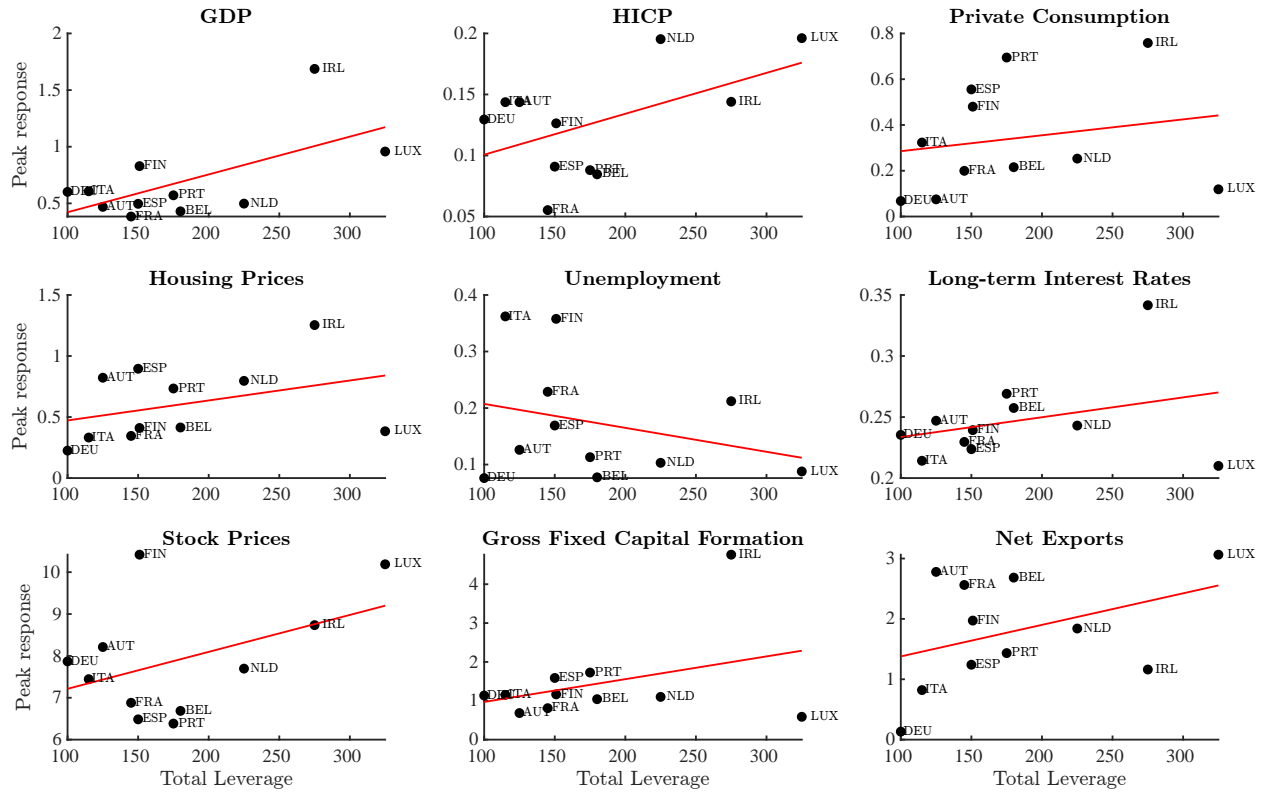 GDP
2
1.5
1
0.5
Peak response
IRL
LUX
FIN
DEU
ITA
AUT
ESP
FRA
PRT
BEL
NLD
100 150 200 250 300
HICP
0.2
0.15
0.1
0.05
NLD
LUX
ITA
AUT
IRL
DEU
FIN
ESP
PRT
BEL
FRA
100 150 200 250 300
Private Consumption
0.8
0.6
0.4
0.2
0
IRL
PRT
ESP
FIN
ITA
NLD
BEL
FRA
LUX
DEU
AUT
100 150 200 250 300
Housing Prices
1.5
1
0.5
0
Peak response
IRL
ESP
AUT
NLD
PRT
FIN
BEL
LUX
ITA
FRA
DEU
100 150 200 250 300
Unemployment
0.4
0.3
0.2
0.1
ITA
FIN
FRA
IRL
ESP
AUT
PRT
NLD
LUX
DEU
BEL
100 150 200 250 300
Long-term Interest Rates
0.35
0.3
0.25
0.2
IRL
PRT
BEL
AUT
NLD
FIN
DEU
FRA
ESP
ITA
LUX
100 150 200 250 300
Stock Prices
10
9
8
7
6
Peak response
FIN
LUX
IRL
AUT
DEU
NLD
ITA
FRA
BEL
ESP
PRT
100 150 200 250 300
Total Leverage
Gross Fixed Capital Formation
4
3
2
1
0
IRL
PRT
ESP
DEU
ITA
FIN
NLD
BEL
FRA
AUT
LUX
100 150 200 250 300
Total Leverage
Net Exports
3
2
1
0
LUX
AUT
BEL
FRA
FIN
NLD
PRT
ESP
IRL
ITA
DEU
100 150 200 250 300
Total Leverage